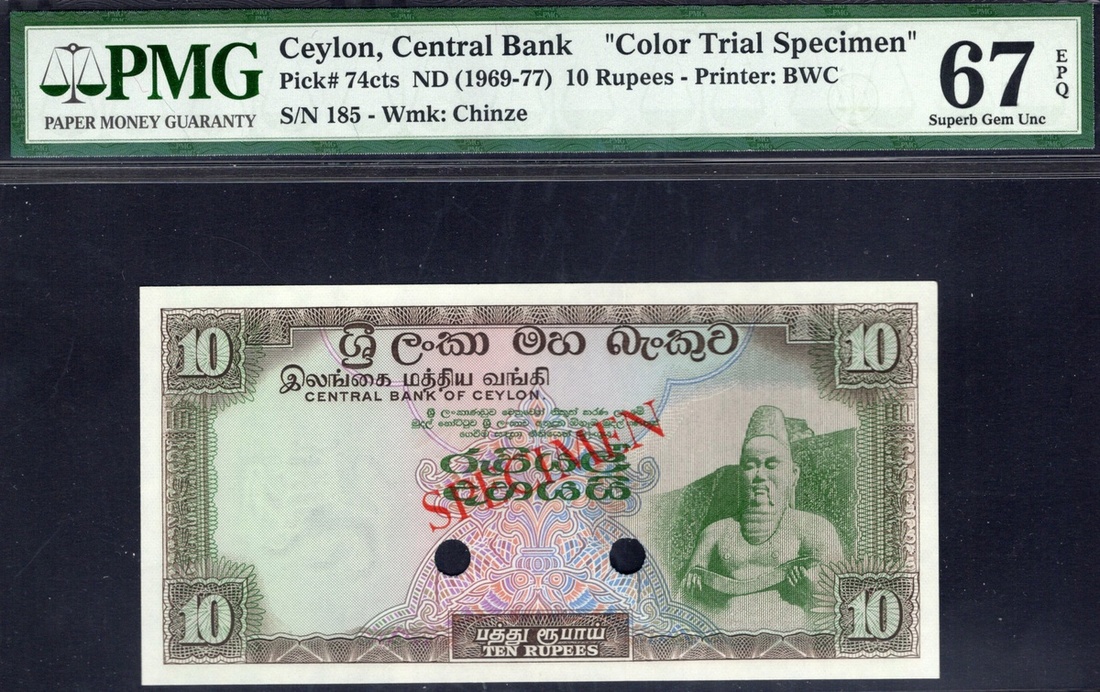 PMG
PAPER MONEY GUARANTY
Ceylon, Central Bank "Color Trial Specimen"
Pick# 74cts ND (1969-77) 10 Rupees - Printer: BWC
S/N 185 - Wmk: Chinze
67
EPQ
Superb Gem Unc
10
10
ශ්‍රී ලංකා මහ බැංකුව
இலங்கை மத்திய வங்கி
CENTRAL BANK OF CEYLON.
රුපියල්
දහයයි
SPECIMEN
10
10
பத்து ரூபாய்
TEN RUPEES